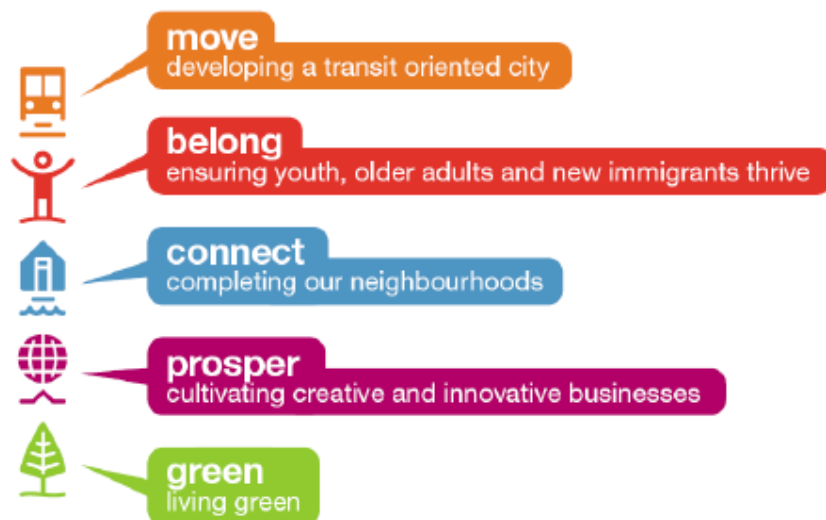 move
developing a transit oriented city
belong
ensuring youth, older adults and new immigrants thrive
connect
completing our neighbourhoods
prosper
cultivating creative and innovative businesses
green
living green